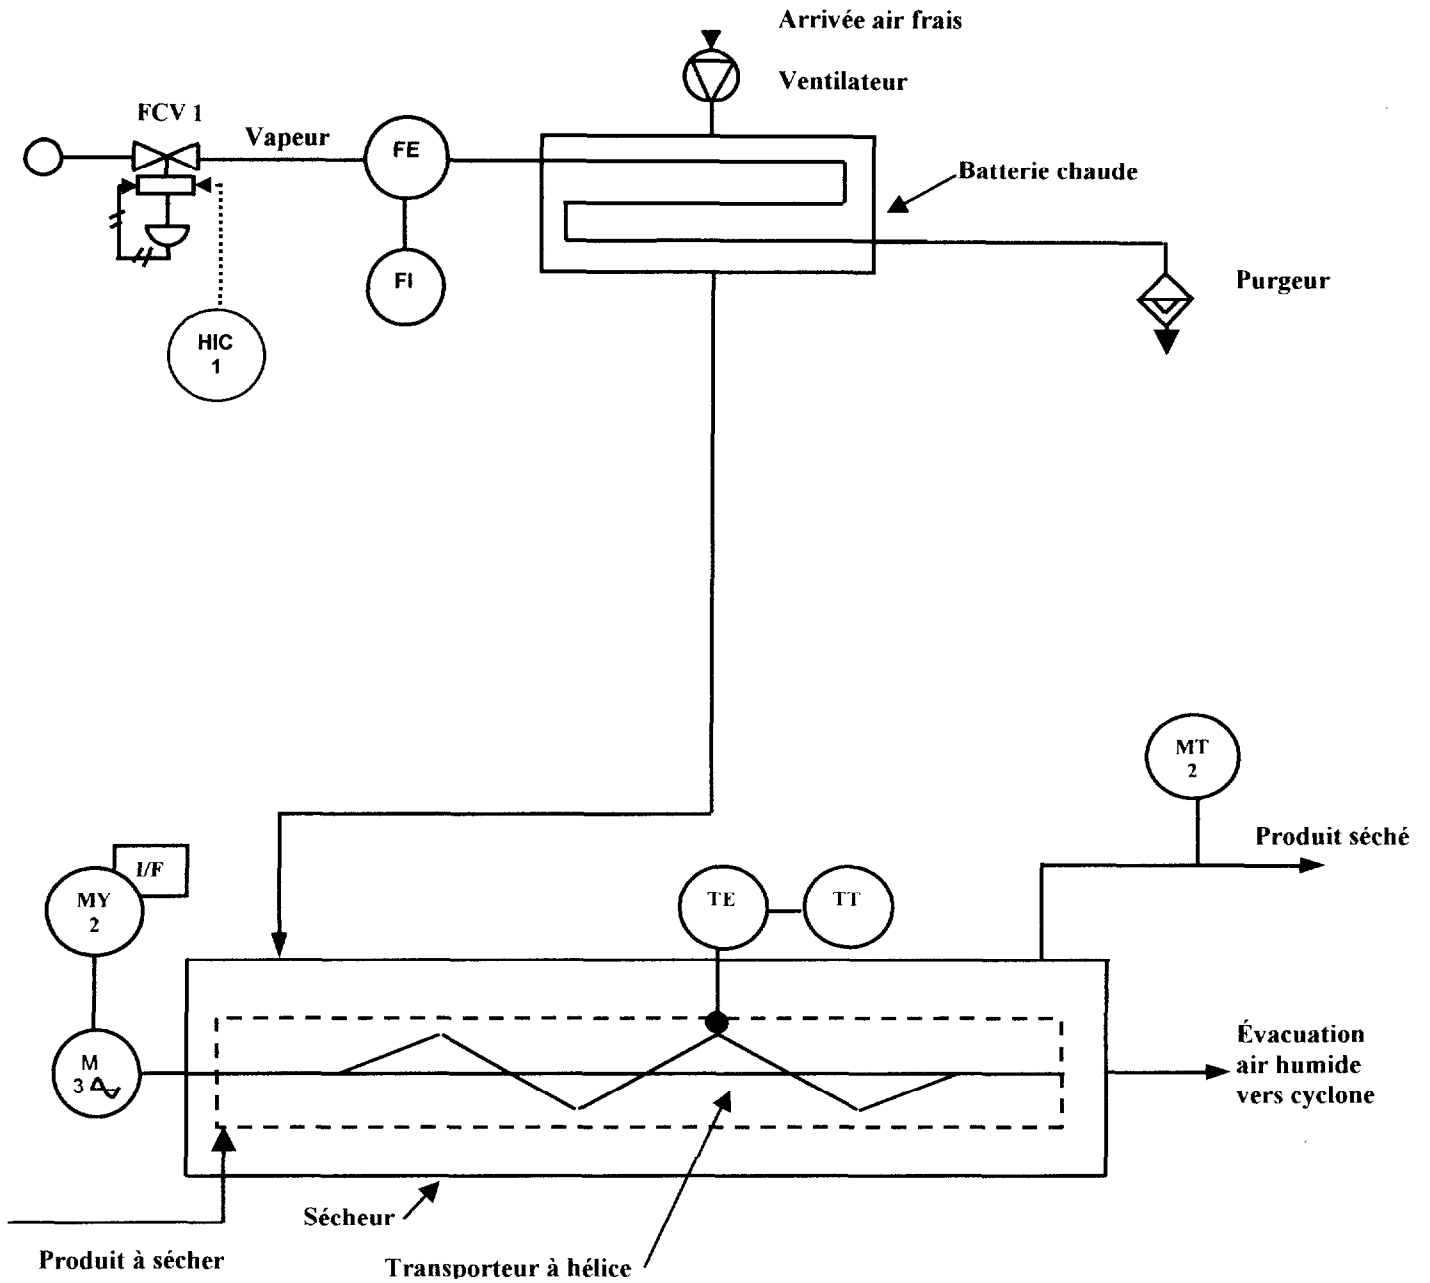 Arrivée air frais
Ventilateur
FCV 1
Vapeur
FE
Batterie chaude
FI
Purgeur
HIC
1
MT
2
Produit séché
I/F
MY
2
TE
TT
M
3
Évacuation
air humide
vers cyclone
Sécheur
Produit à sécher
Transporteur à hélice